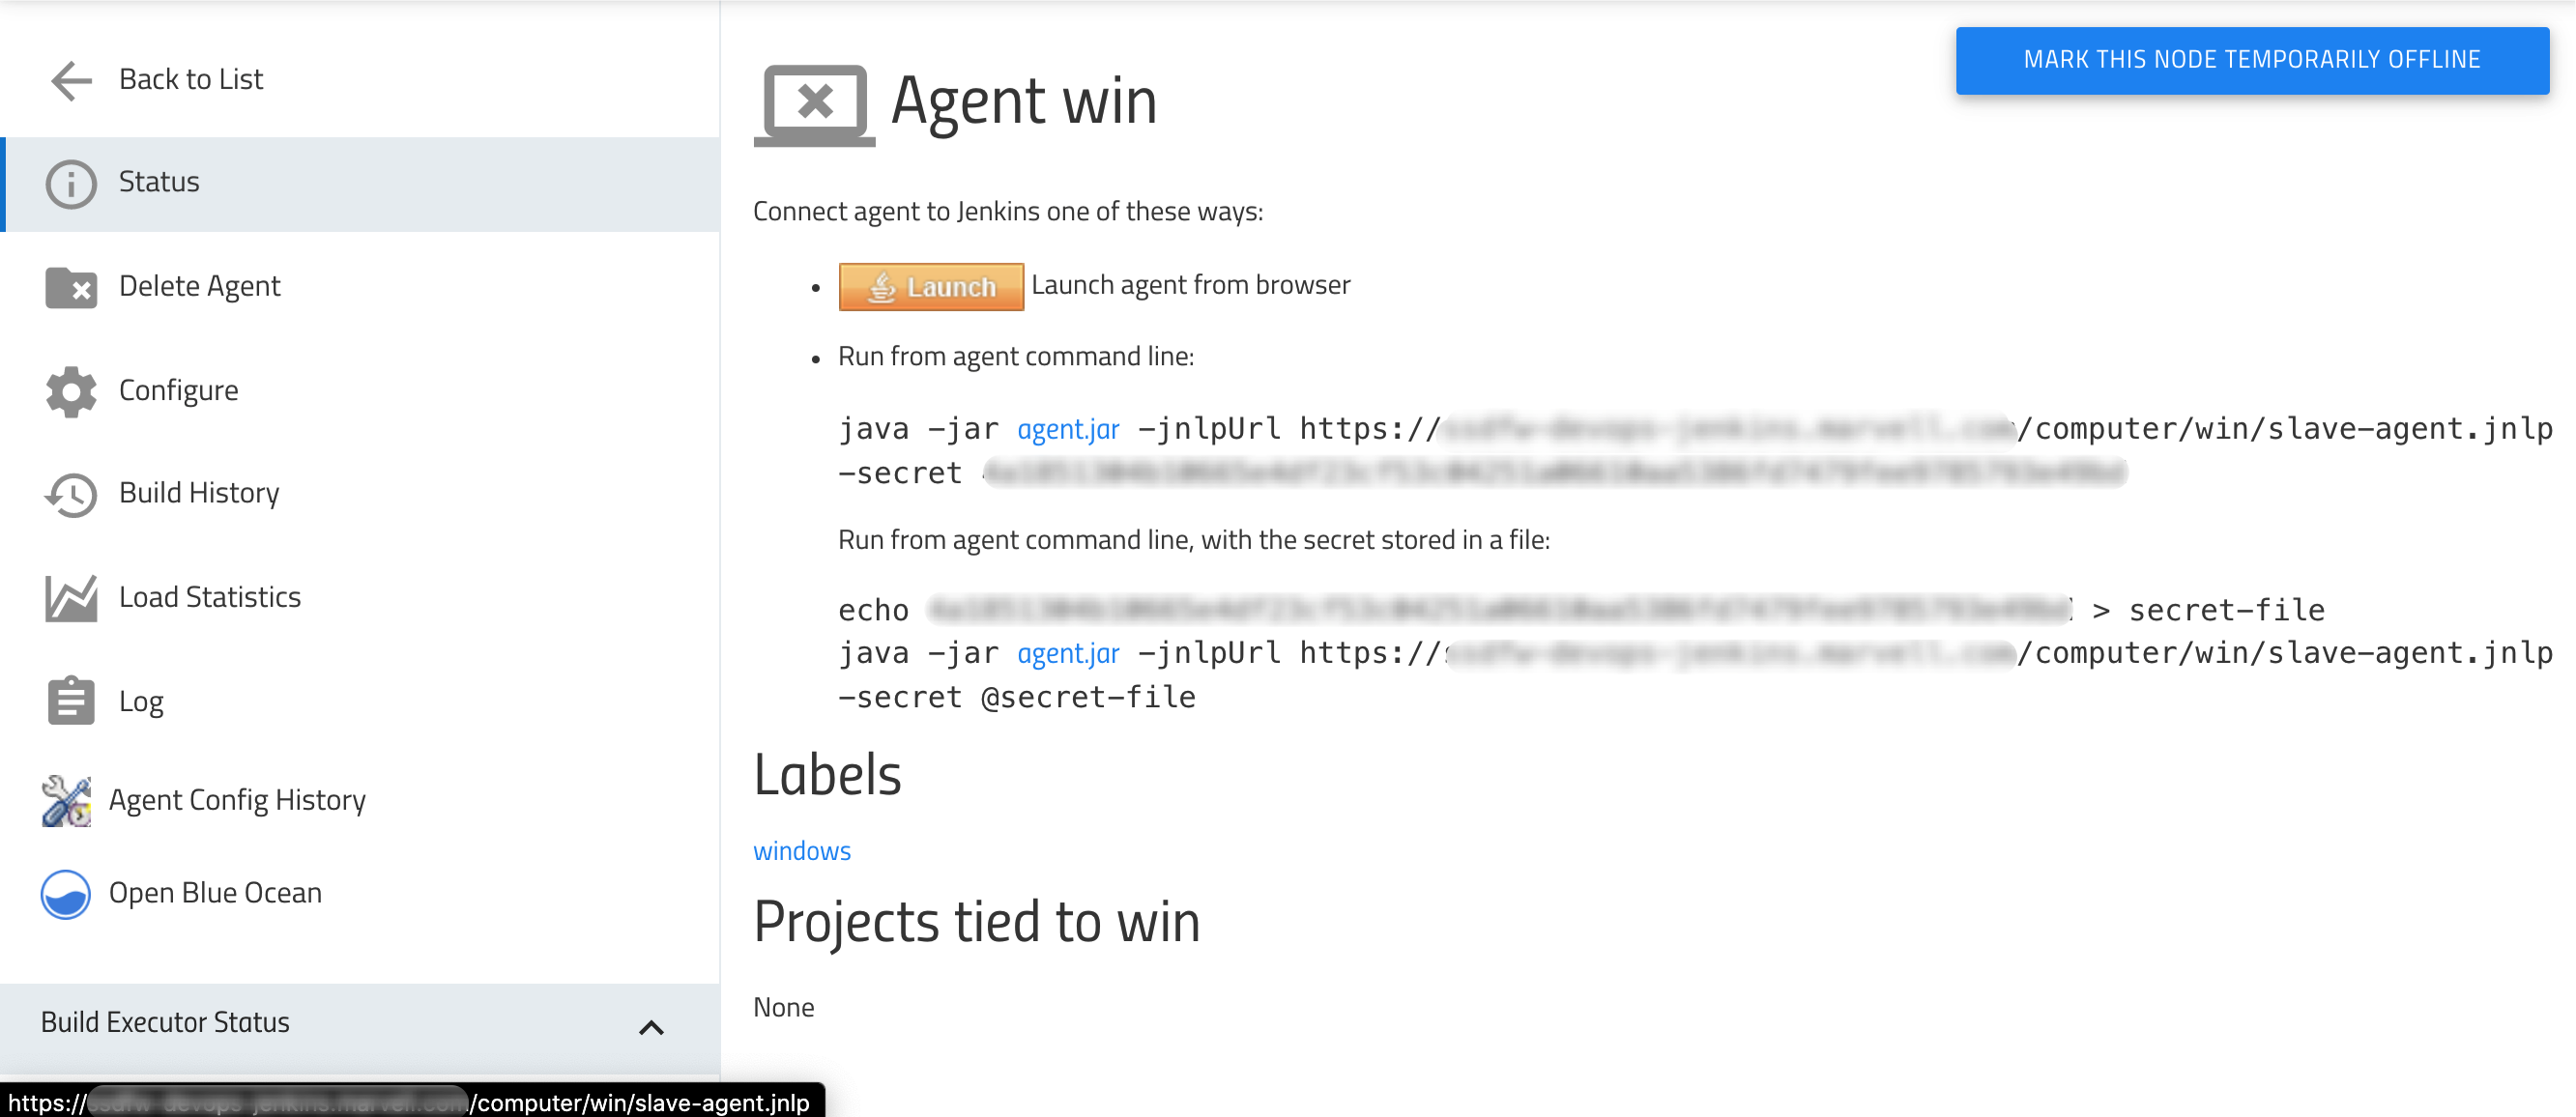 Back to List
Status
Delete Agent
Configure
Build History
Load Statistics
Log
Agent Config History
Open Blue Ocean
Build Executor Status
https:// /computer/win/slave-agent.jnlp
MARK THIS NODE TEMPORARILY OFFLINE
Agent win
Connect agent to Jenkins one of these ways:
• Launch Launch agent from browser
• Run from agent command line:
java -jar agent.jar -jnlpUrl https:// /computer/win/slave-agent.jnlp
-secret
Run from agent command line, with the secret stored in a file:
echo > secret-file
java -jar agent.jar -jnlpUrl https:// /computer/win/slave-agent.jnlp
-secret @secret-file
Labels
windows
Projects tied to win
None